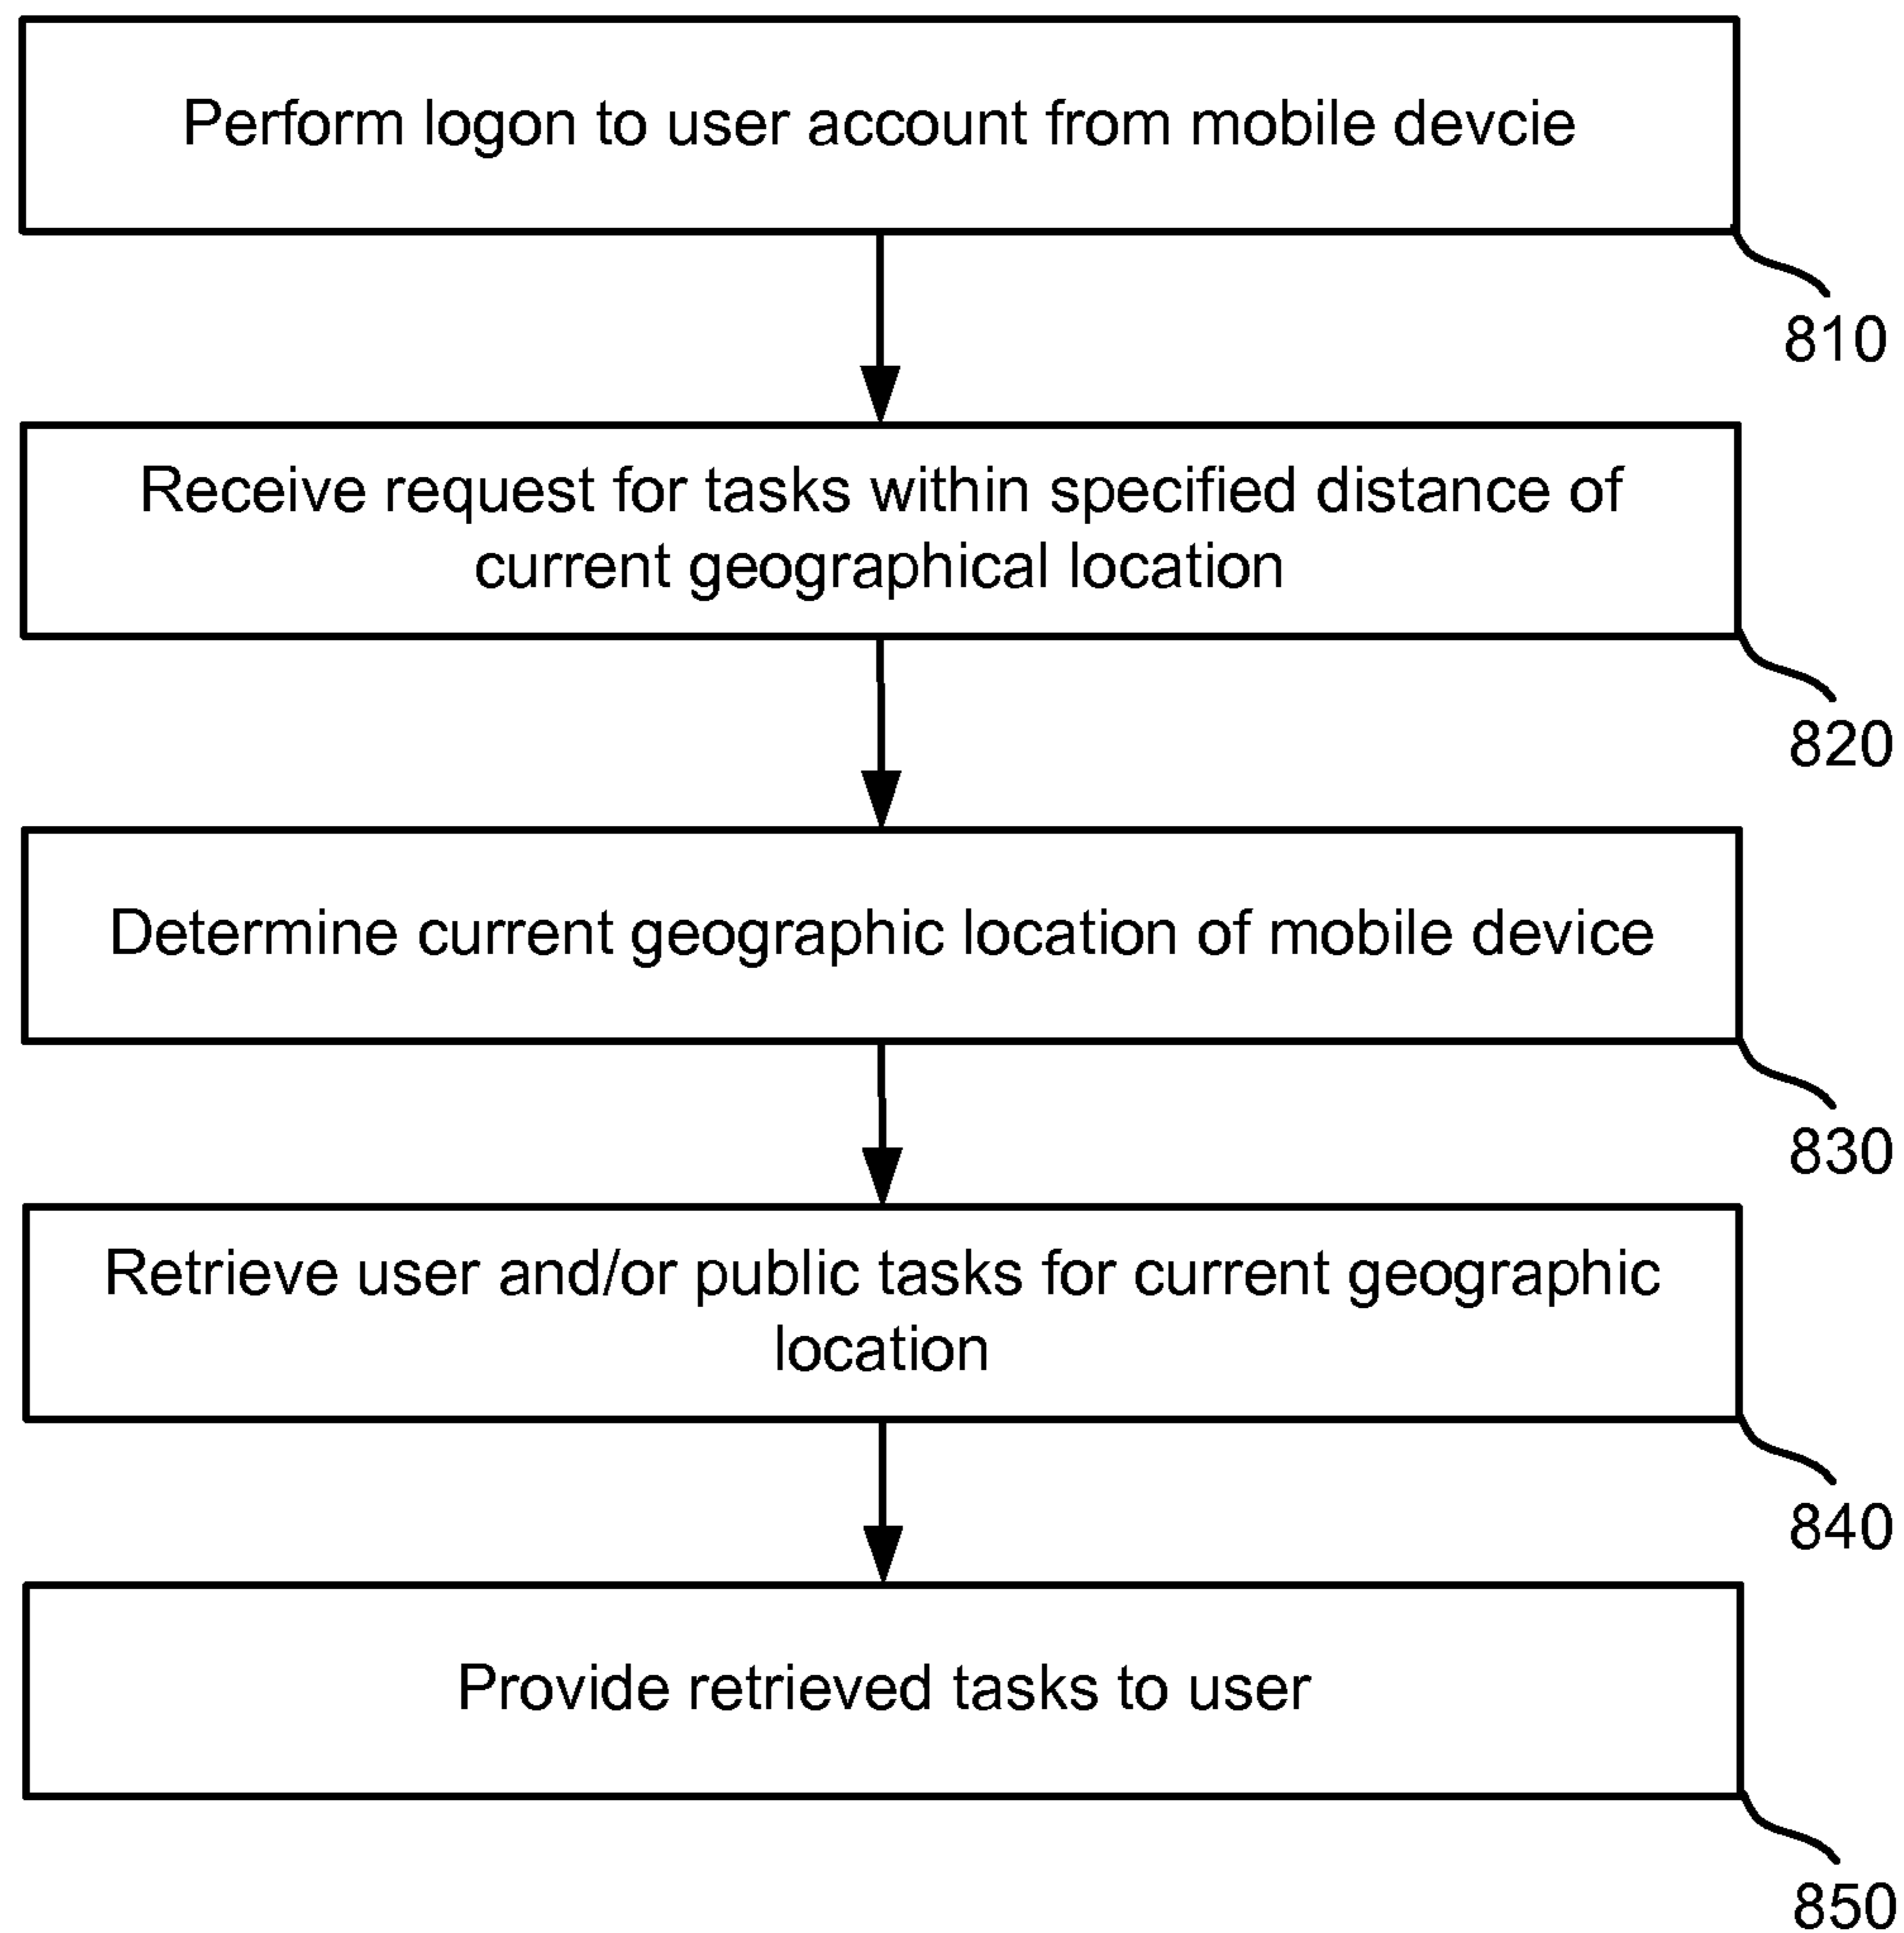 Perform logon to user account from mobile devcie
810
Receive request for tasks within specified distance of
current geographical location
820
Determine current geographic location of mobile device
830
Retrieve user and/or public tasks for current geographic
location
840
Provide retrieved tasks to user
850